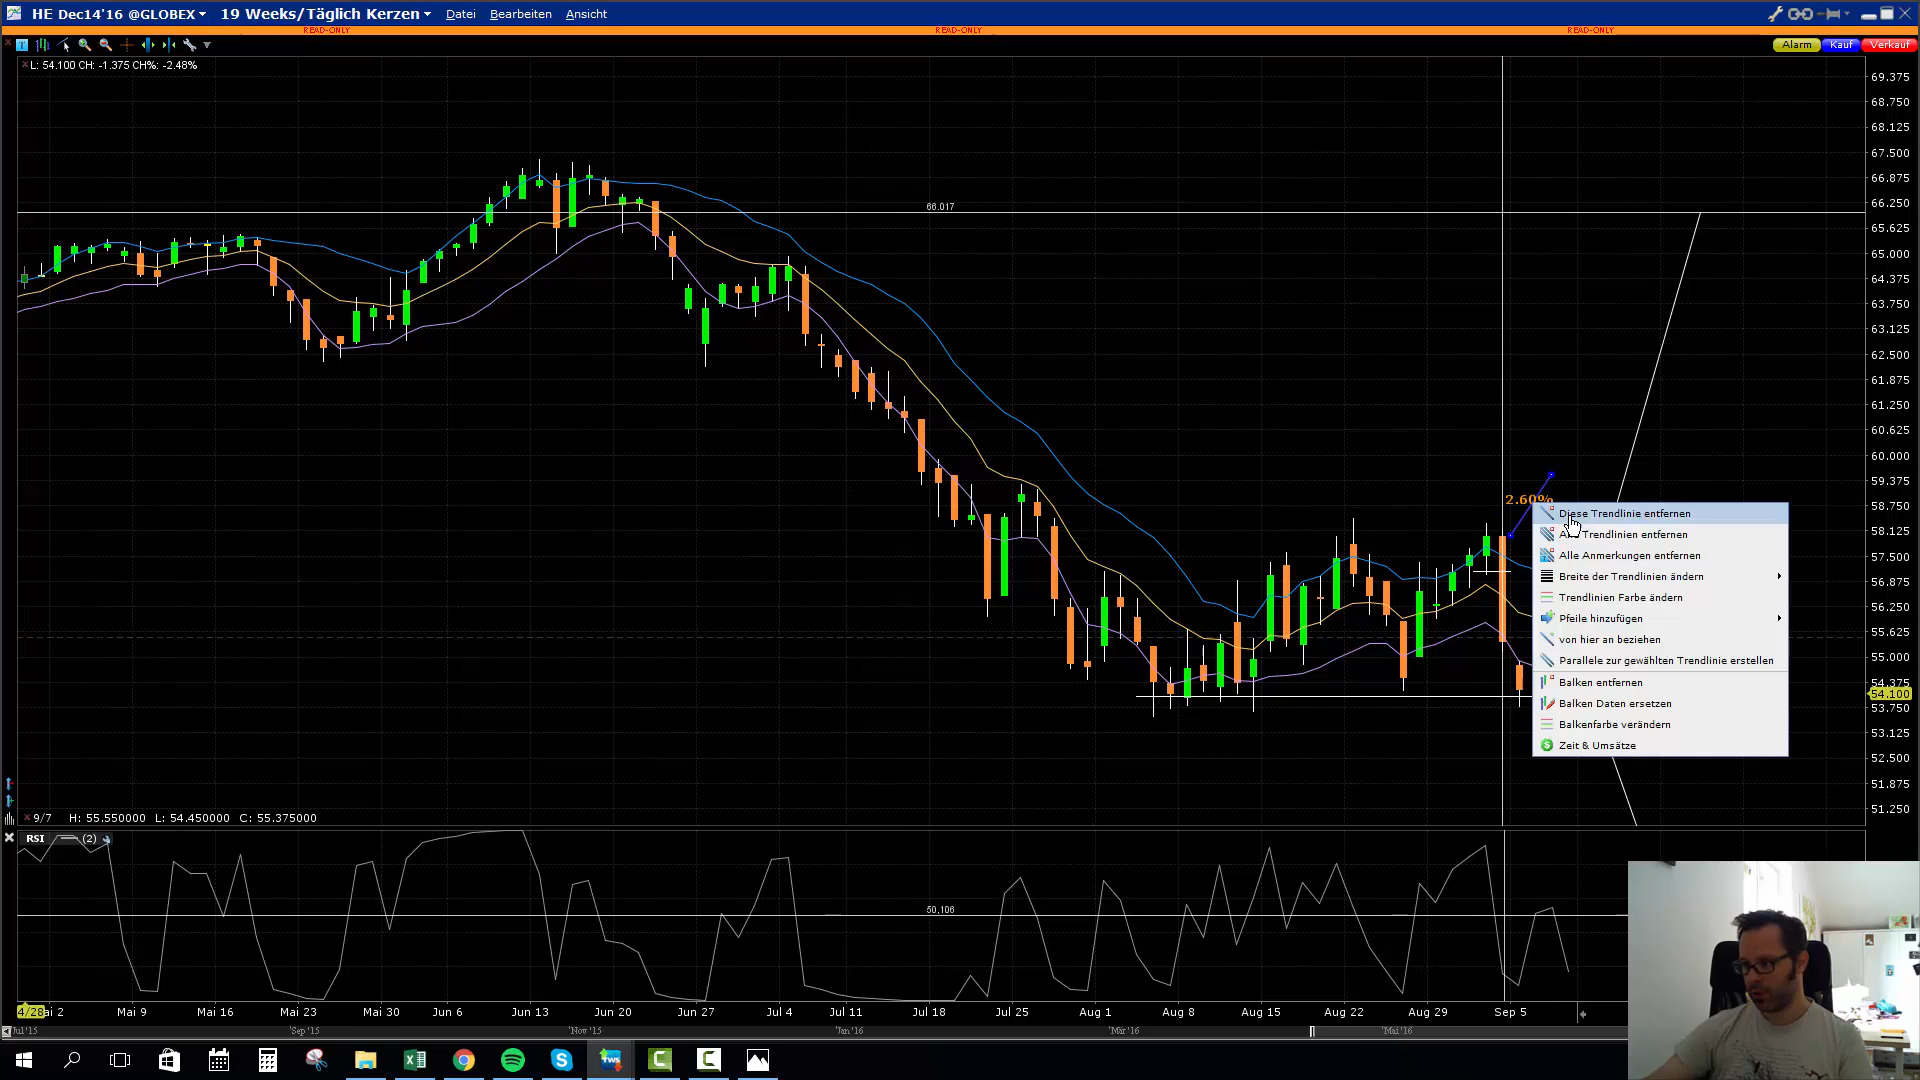 HE Dec14'16 @GLOBEX
19 Weeks/Täglich Kerzen
Datei
Bearbeiten
Ansicht
READ-ONLY
READ-ONLY
READ-ONLY
Alarm
Kauf
Verkauf
L: 54.100 CH: -1.375 CH%: -2.48%
69.375
68.750
68.125
67.500
66.875
66.250
66.017
65.625
65.000
64.375
63.750
63.125
62.500
61.875
61.250
60.625
60.000
59.375
58.750
58.125
57.500
56.875
56.250
55.625
55.000
54.375
54.100
53.750
53.125
52.500
51.875
51.250
2.60%
Diese Trendlinie entfernen
Trendlinien entfernen
Alle Anmerkungen entfernen
Breite der Trendlinien ändern
Trendlinien Farbe ändern
Pfeile hinzufügen
von hier an beziehen
Parallele zur gewählten Trendlinie erstellen
Balken entfernen
Balken Daten ersetzen
Balkenfarbe verändern
Zeit & Umsätze
9/7 H: 55.550000 L: 54.450000 C: 55.375000
RSI (2)
50,106
4/28 ai 2 Mai 9 Mai 16 Mai 23 Mai 30 Jun 6 Jun 13 Jun 20 Jun 27 Jul 4 Jul 11 Jul 18 Jul 25 Aug 1 Aug 8 Aug 15 Aug 22 Aug 29 Sep 5
Jul'15 Sep '15 Nov '15 Jan '16 Mär'16 Mai'16
TWS